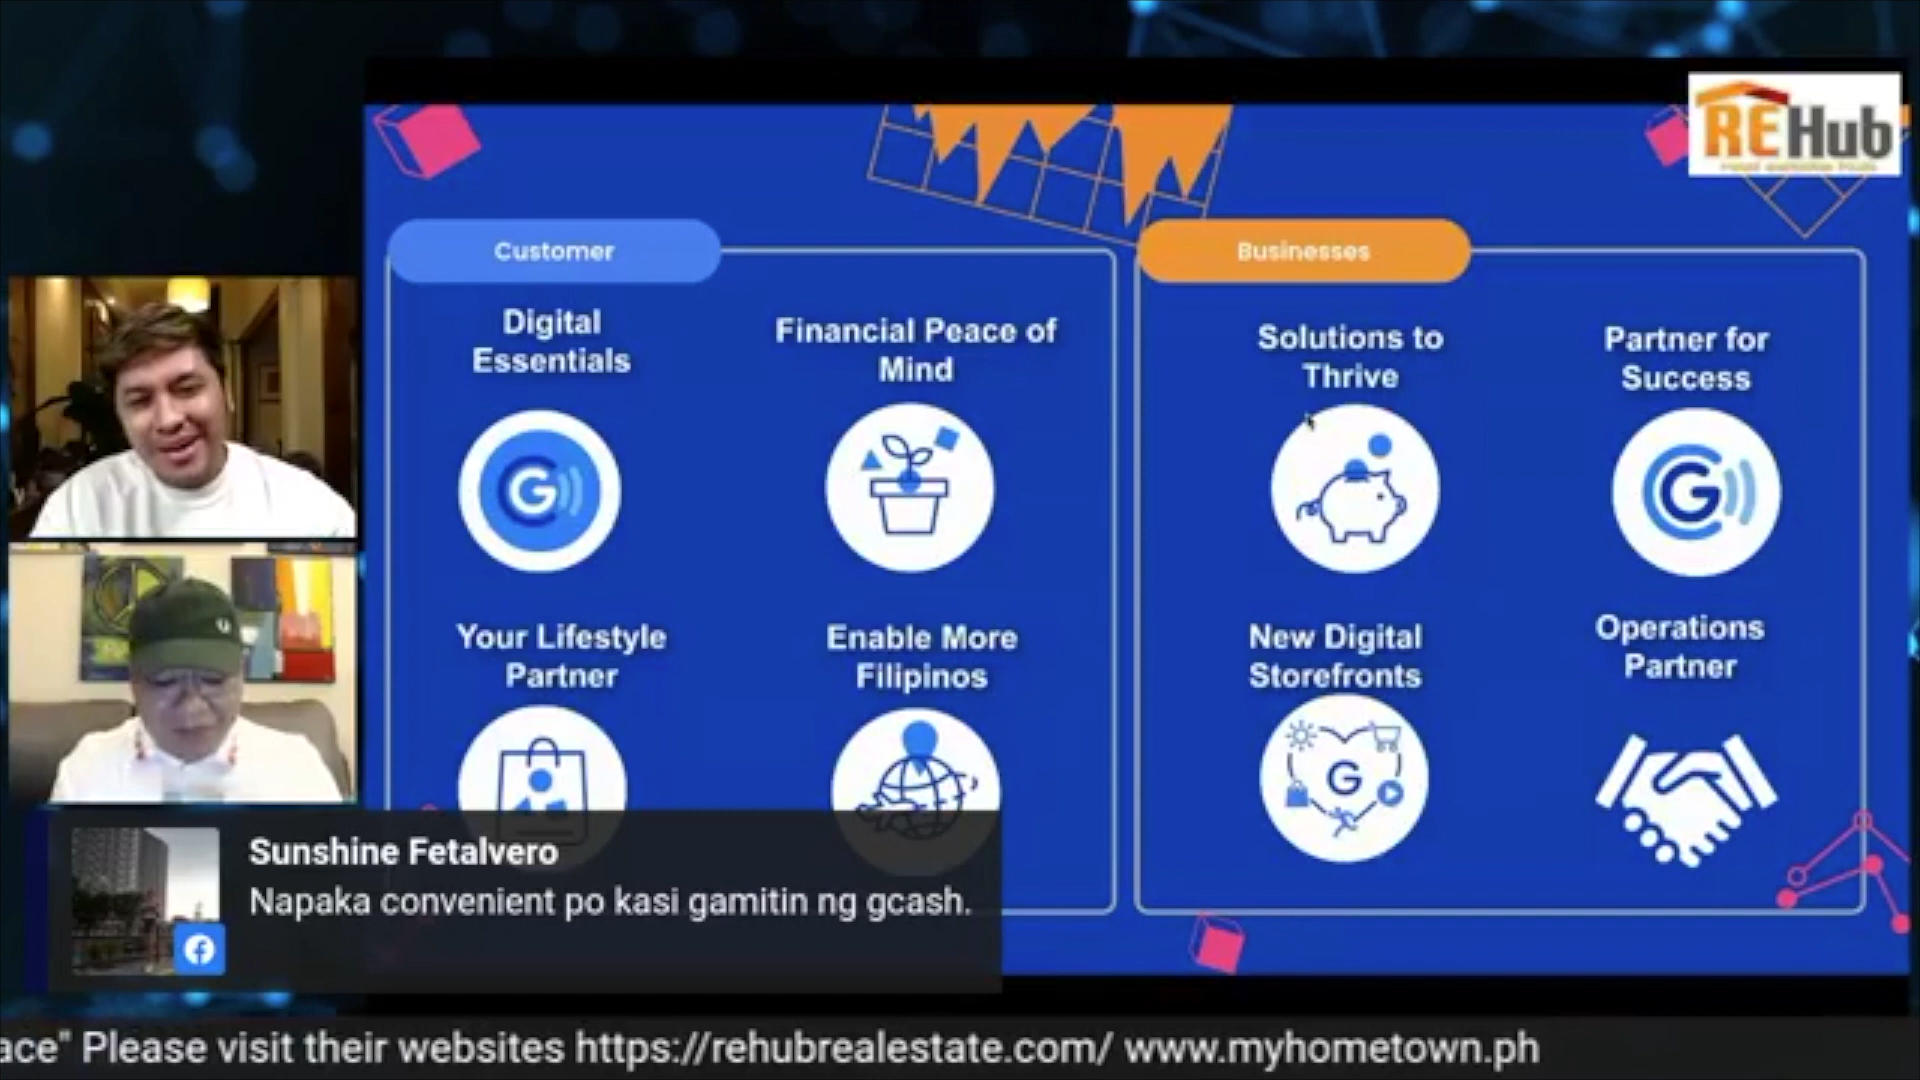 REHub
Customer
Businesses
Digital
Essentials
Financial Peace of
Mind
Solutions to
Thrive
Partner for
Success
G
G
Your Lifestyle
Partner
Enable More
Filipinos
New Digital
Storefronts
Operations
Partner
G
Sunshine Fetalvero
Napaka convenient po kasi gamitin ng gcash.
ace" Please visit their websites https://rehubrealestate.com/ www.myhometown.ph